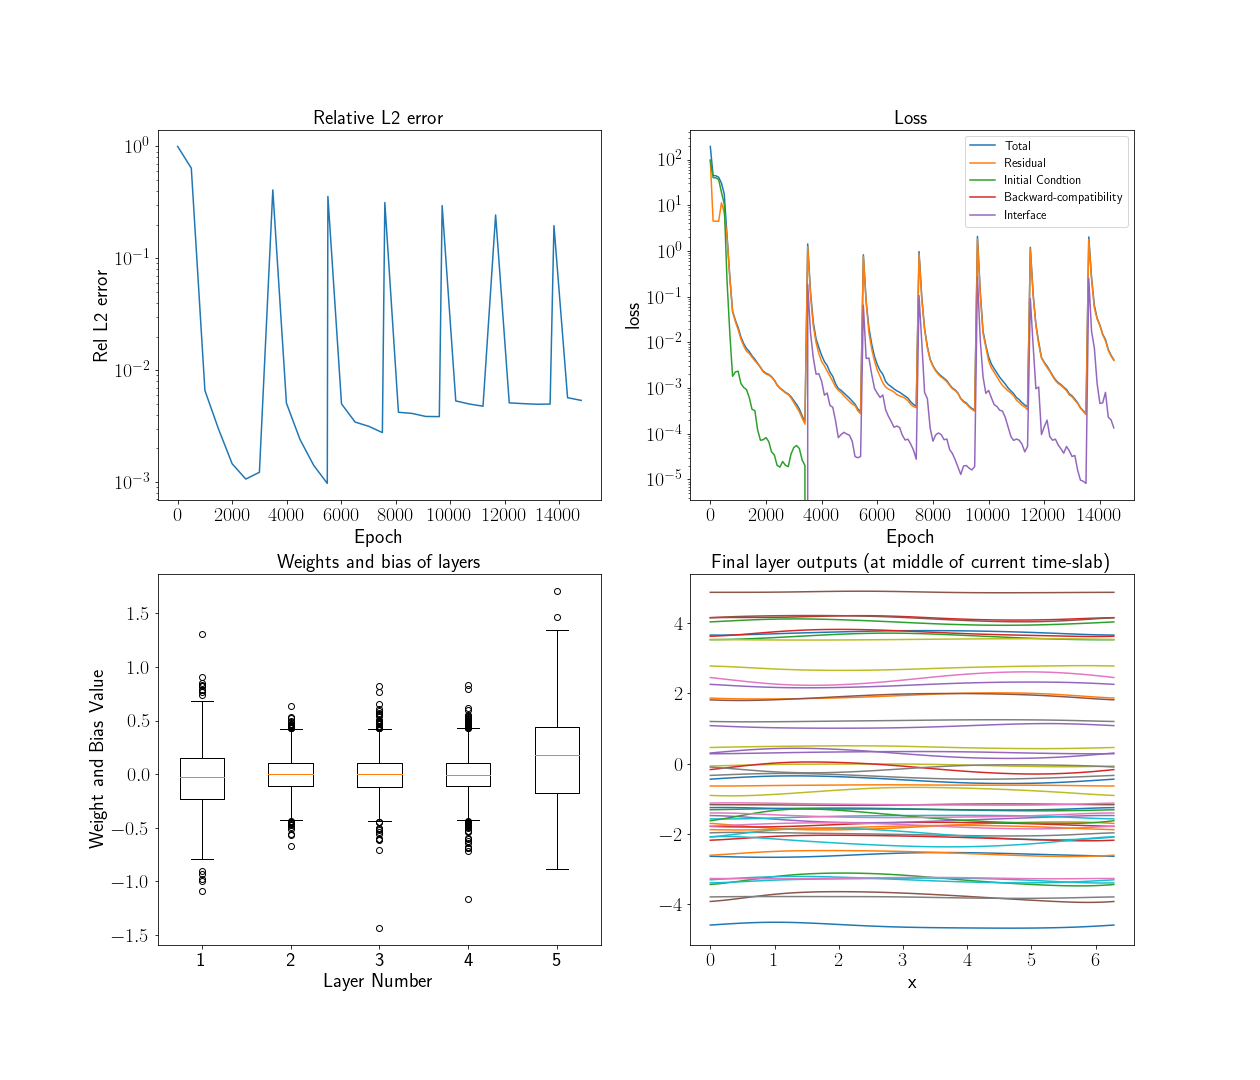 Relative L2 error
10^0
10^−1
10^−2
10^−3
Rel L2 error
0 2000 4000 6000 8000 10000 12000 14000
Epoch
Loss
10^2
10^1
10^0
10^−1
10^−2
10^−3
10^−4
10^−5
loss
Total
Residual
Initial Condtion
Backward-compatibility
Interface
0 2000 4000 6000 8000 10000 12000 14000
Epoch
Weights and bias of layers
1.5
1.0
0.5
0.0
−0.5
−1.0
−1.5
Weight and Bias Value
1 2 3 4 5
Layer Number
Final layer outputs (at middle of current time-slab)
4
2
0
−2
−4
0 1 2 3 4 5 6
x